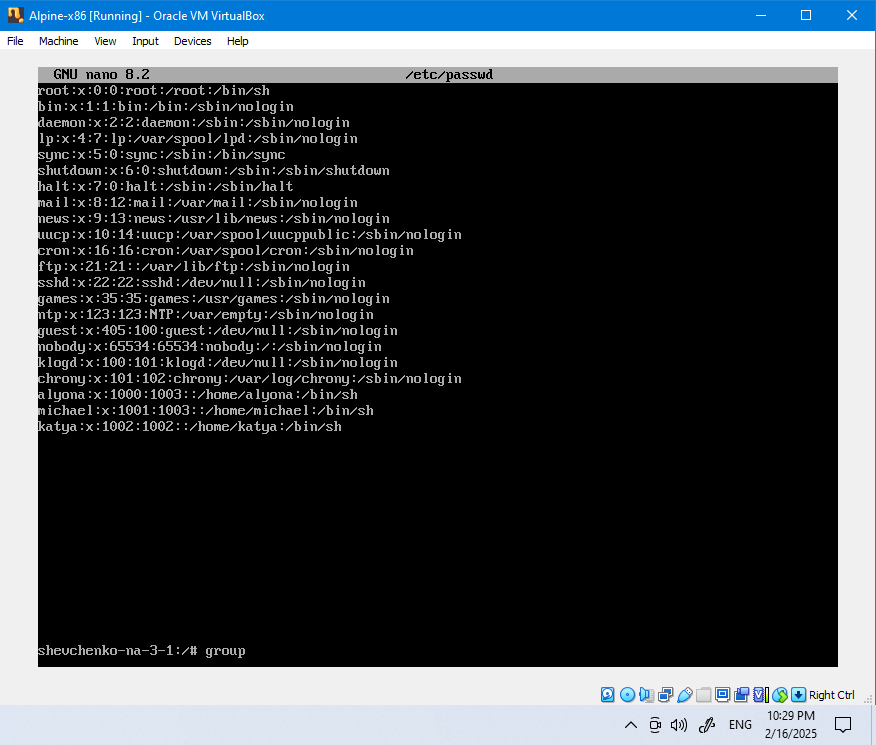 Alpine-x86 [Running] - Oracle VM VirtualBox
File Machine View Input Devices Help
GNU nano 8.2 /etc/passwd
root:x:0:0:root:/root:/bin/sh
bin:x:1:1:bin:/bin:/sbin/nologin
daemon:x:2:2:daemon:/sbin:/sbin/nologin
lp:x:4:7:lp:/var/spool/lpd:/sbin/nologin
sync:x:5:0:sync:/sbin:/bin/sync
shutdown:x:6:0:shutdown:/sbin:/sbin/shutdown
halt:x:7:0:halt:/sbin:/sbin/halt
mail:x:8:12:mail:/var/mail:/sbin/nologin
news:x:9:13:news:/usr/lib/news:/sbin/nologin
uucp:x:10:14:uucp:/var/spool/uucppublic:/sbin/nologin
cron:x:16:16:cron:/var/spool/cron:/sbin/nologin
ftp:x:21:21::/var/lib/ftp:/sbin/nologin
sshd:x:22:22:sshd:/dev/null:/sbin/nologin
games:x:35:35:games:/usr/games:/sbin/nologin
ntp:x:123:123:NTP:/var/empty:/sbin/nologin
guest:x:405:100:guest:/dev/null:/sbin/nologin
nobody:x:65534:65534:nobody:/:/sbin/nologin
klogd:x:100:101:klogd:/dev/null:/sbin/nologin
chrony:x:101:102:chrony:/var/log/chrony:/sbin/nologin
alyona:x:1000:1003::/home/alyona:/bin/sh
michael:x:1001:1003::/home/michael:/bin/sh
katya:x:1002:1002::/home/katya:/bin/sh
shevchenko-na-3-1:/# group
Right Ctrl
ENG
10:29 PM
2/16/2025